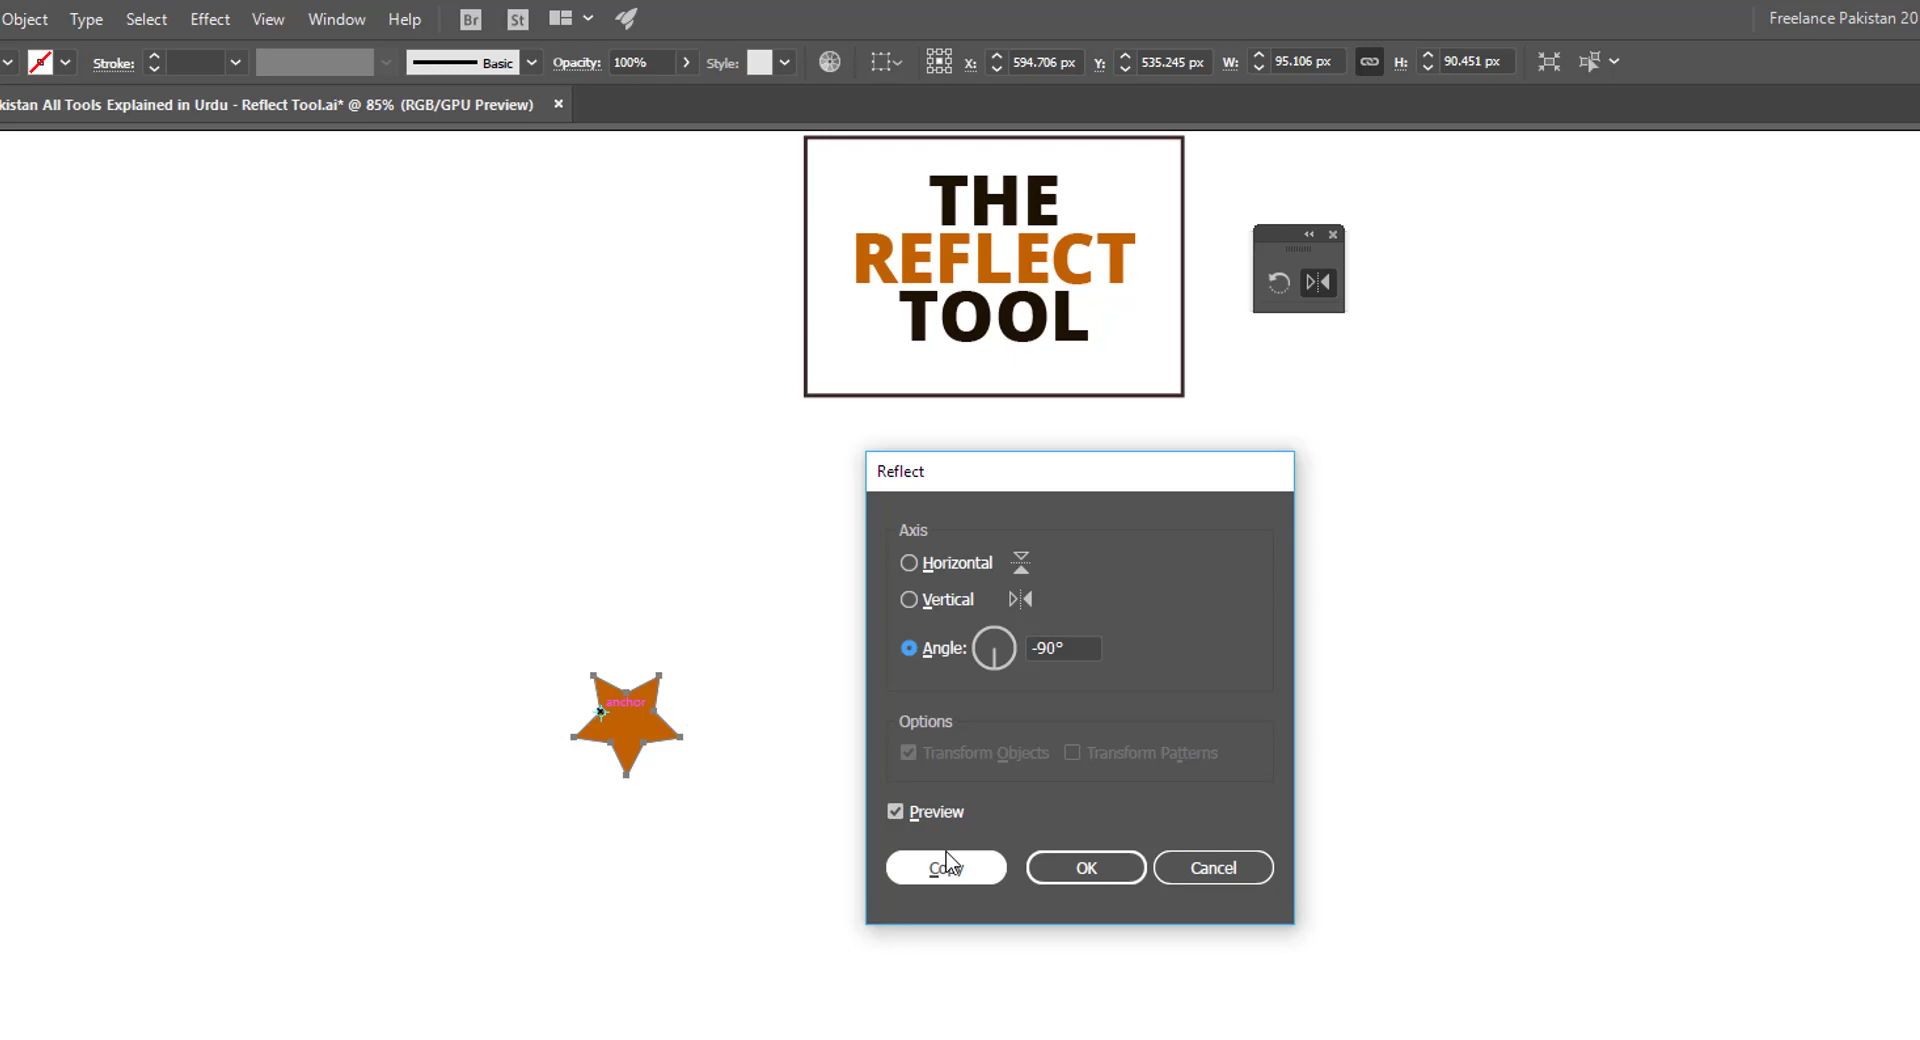 Object Type Select Effect View Window Help Br St Freelance Pakistan 20
Stroke: Basic Opacity: 100% Style: X: 594.706 px Y: 535.245 px W: 95.106 px H: 90.451 px
kistan All Tools Explained in Urdu - Reflect Tool.ai* @ 85% (RGB/GPU Preview)
THE
REFLECT
TOOL
Reflect
Axis
Horizontal
Vertical
Angle: -90°
anchor
Options
Transform Objects Transform Patterns
Preview
Copy OK Cancel